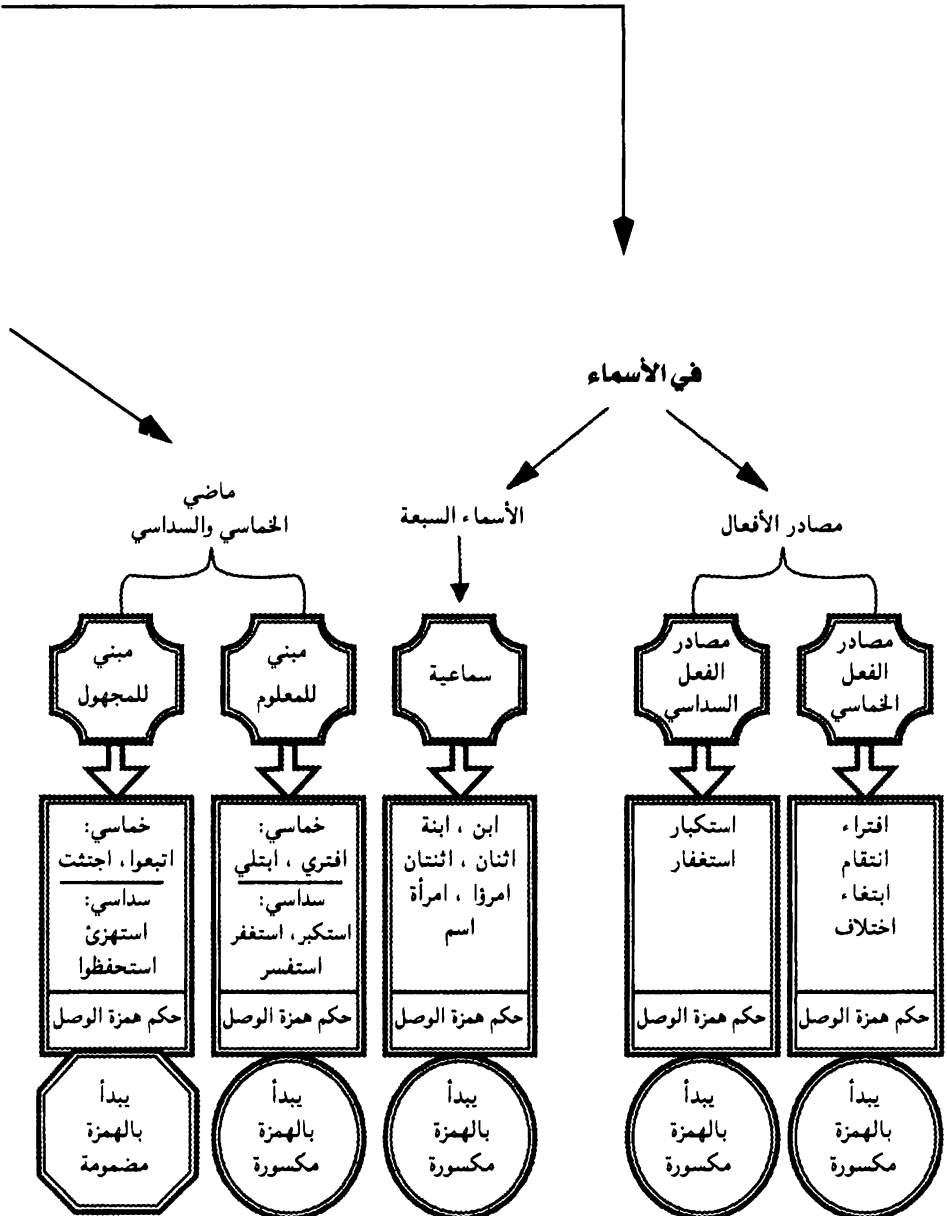 في الأسماء
مصادر الأفعال
مصادر
الفعل
الخماسي
افتراء
انتقام
ابتغاء
اختلاف
حكم همزة الوصل
يبدأ
بالهمزة
مكسورة
مصادر
الفعل
السداسي
استكبار
استغفار
حكم همزة الوصل
يبدأ
بالهمزة
مكسورة
الأسماء السبعة
سماعية
ابن ، ابنة
اثنان ، اثنتان
امرؤا ، امرأة
اسم
حكم همزة الوصل
يبدأ
بالهمزة
مكسورة
ماضي
الخماسي والسداسي
مبني
للمعلوم
خماسي:
افتري ، ابتلي
سداسي:
استكبر، استغفر
استفسر
حكم همزة الوصل
يبدأ
بالهمزة
مكسورة
مبني
للمجهول
خماسي:
اتبعوا، اجتثت
سداسي:
استهزئ
استحفظوا
حكم همزة الوصل
يبدأ
بالهمزة
مضمومة